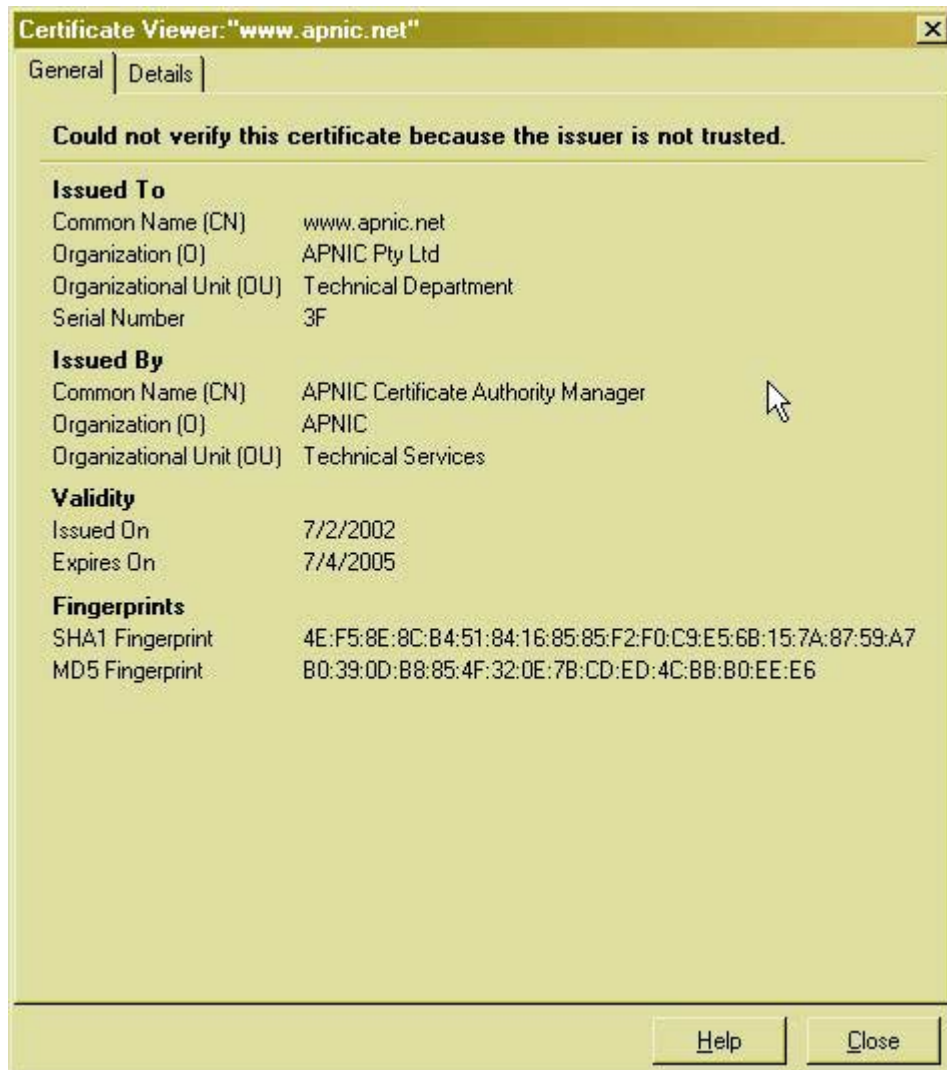 Certificate Viewer:"www.apnic.net"
General Details
Could not verify this certificate because the issuer is not trusted.
Issued To
Common Name (CN) www.apnic.net
Organization (O) APNIC Pty Ltd
Organizational Unit (OU) Technical Department
Serial Number 3F
Issued By
Common Name (CN) APNIC Certificate Authority Manager
Organization (O) APNIC
Organizational Unit (OU) Technical Services
Validity
Issued On 7/2/2002
Expires On 7/4/2005
Fingerprints
SHA1 Fingerprint 4E:F5:8E:8C:B4:51:84:16:85:85:F2:F0:C9:E5:6B:15:7A:87:59:A7
MD5 Fingerprint B0:39:0D:B8:85:4F:32:0E:7B:CD:ED:4C:BB:B0:EE:E6
Help Close